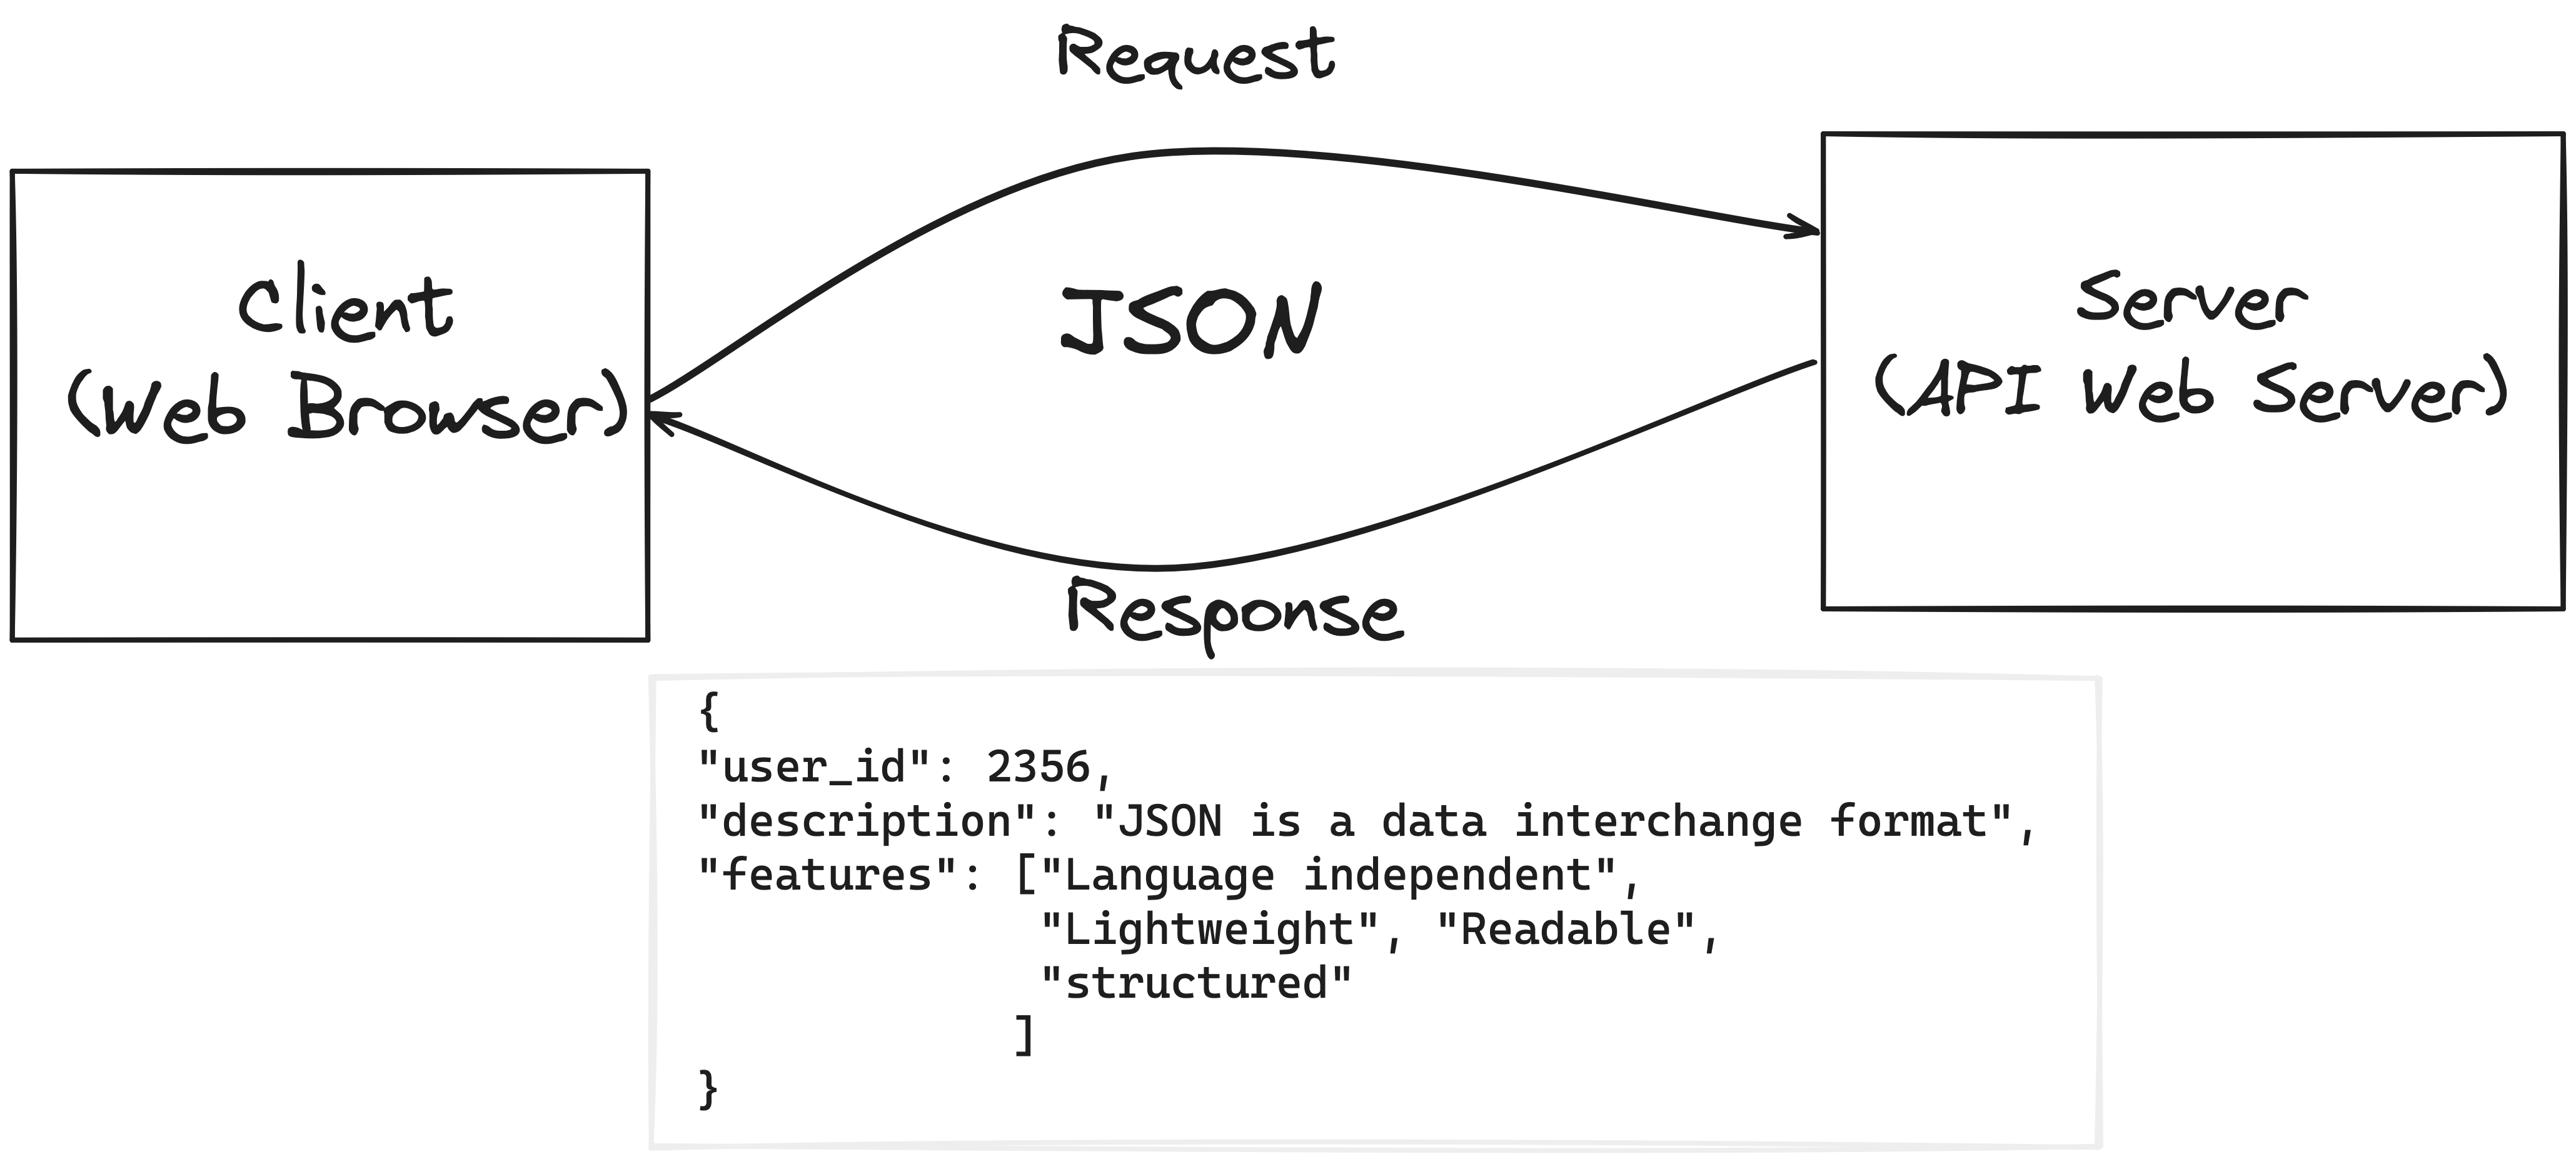 Request
Client
(Web Browser)
JSON
Server
(API Web Server)
Response
{
"user_id": 2356,
"description": "JSON is a data interchange format",
"features": ["Language independent",
"Lightweight", "Readable",
"structured"
]
}